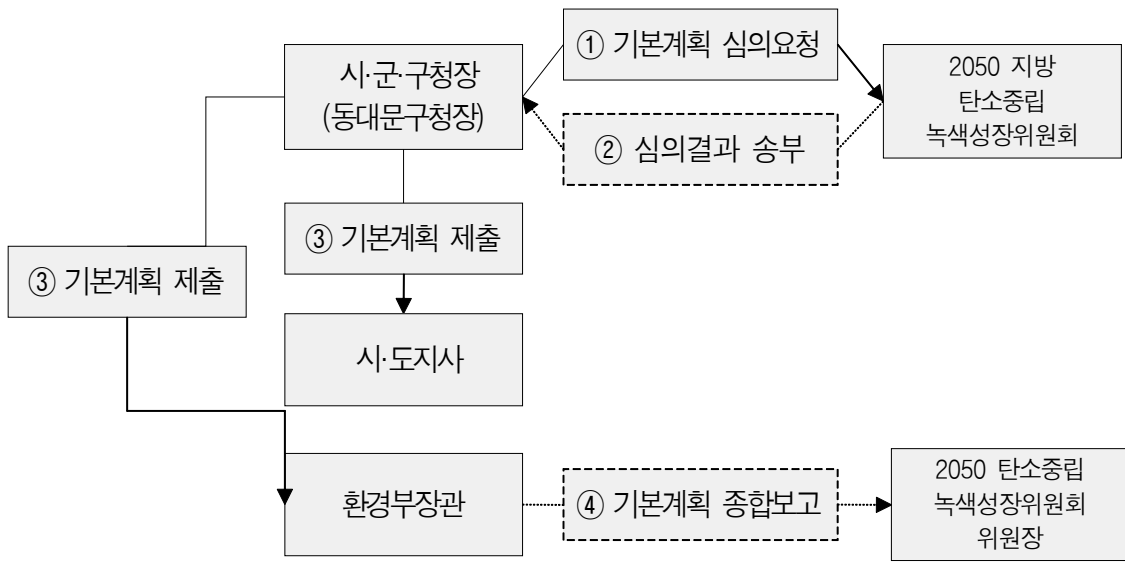 시·군·구청장
(동대문구청장)
① 기본계획 심의요청
2050 지방
탄소중립
녹색성장위원회
② 심의결과 송부
③ 기본계획 제출
③ 기본계획 제출
시·도지사
환경부장관
④ 기본계획 종합보고
2050 탄소중립
녹색성장위원회
위원장